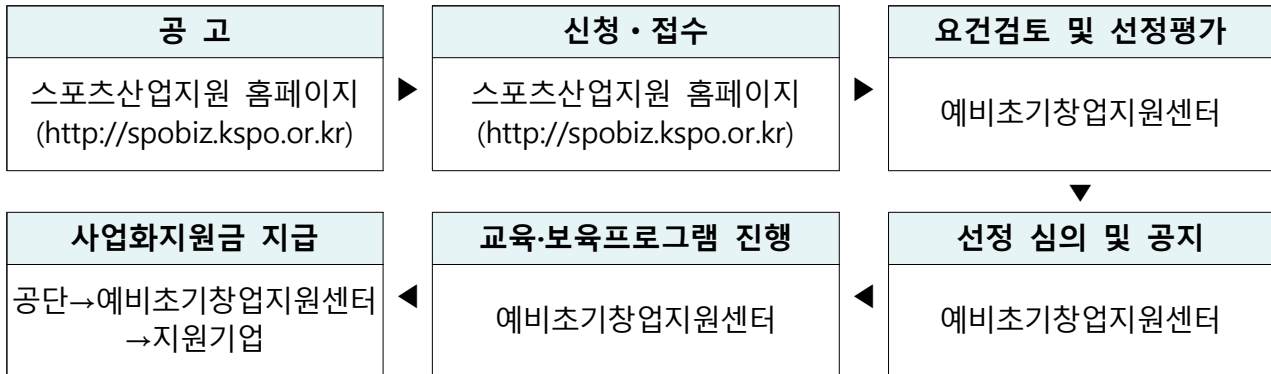 공 고
스포츠산업지원 홈페이지
(http://spobiz.kspo.or.kr)
▶
신청・접수
스포츠산업지원 홈페이지
(http://spobiz.kspo.or.kr)
▶
요건검토 및 선정평가
예비초기창업지원센터
▼
선정 심의 및 공지
예비초기창업지원센터
◀
교육·보육프로그램 진행
예비초기창업지원센터
◀
사업화지원금 지급
공단→예비초기창업지원센터
→지원기업